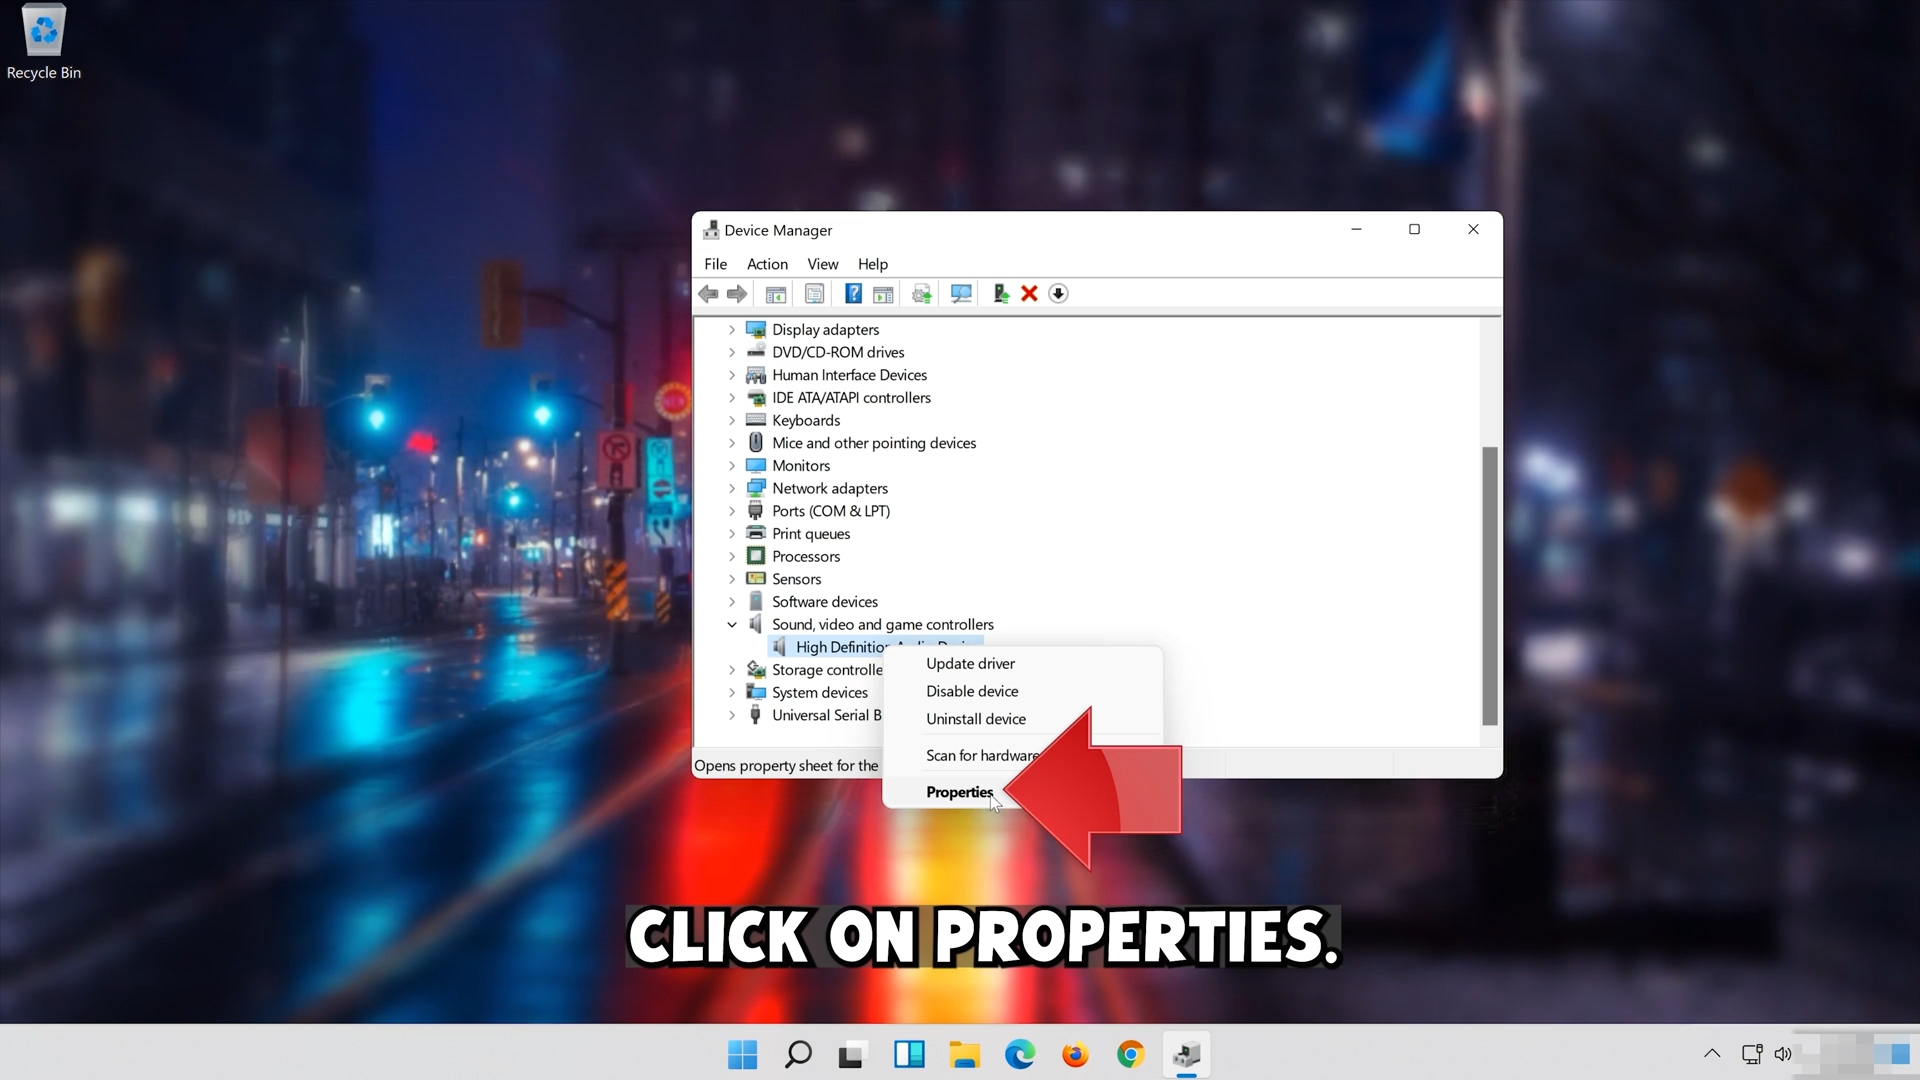 Recycle Bin
Device Manager
File Action View Help
Display adapters
DVD/CD-ROM drives
Human Interface Devices
IDE ATA/ATAPI controllers
Keyboards
Mice and other pointing devices
Monitors
Network adapters
Ports (COM & LPT)
Print queues
Processors
Sensors
Software devices
Sound, video and game controllers
High Definition
Storage controlle
System devices
Universal Serial B
Update driver
Disable device
Uninstall device
Scan for hardware
Properties
Opens property sheet for the
CLICK ON PROPERTIES.